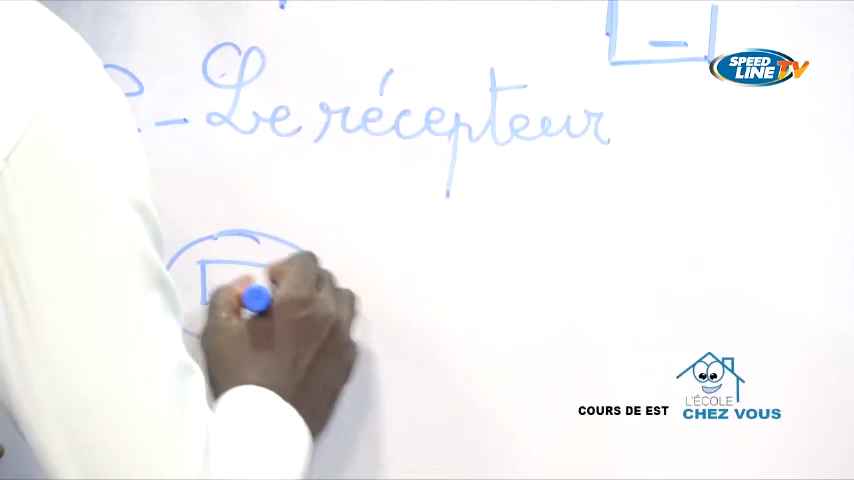 - Le récepteur
SPEED
LINE TV
L'ÉCOLE
COURS DE EST CHEZ VOUS